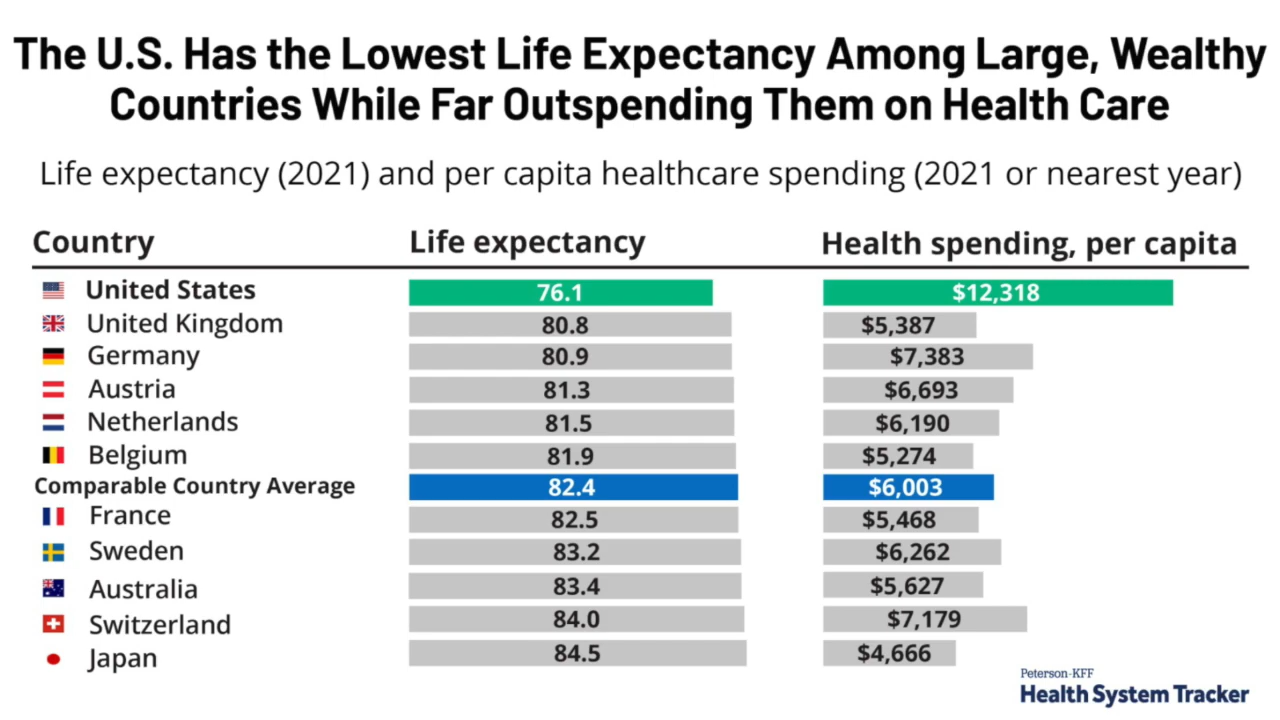 The U.S. Has the Lowest Life Expectancy Among Large, Wealthy
Countries While Far Outspending Them on Health Care
Life expectancy (2021) and per capita healthcare spending (2021 or nearest year)
Country Life expectancy Health spending, per capita
United States 76.1 $12,318
United Kingdom 80.8 $5,387
Germany 80.9 $7,383
Austria 81.3 $6,693
Netherlands 81.5 $6,190
Belgium 81.9 $5,274
Comparable Country Average 82.4 $6,003
France 82.5 $5,468
Sweden 83.2 $6,262
Australia 83.4 $5,627
Switzerland 84.0 $7,179
Japan 84.5 $4,666
Peterson-KFF
Health System Tracker